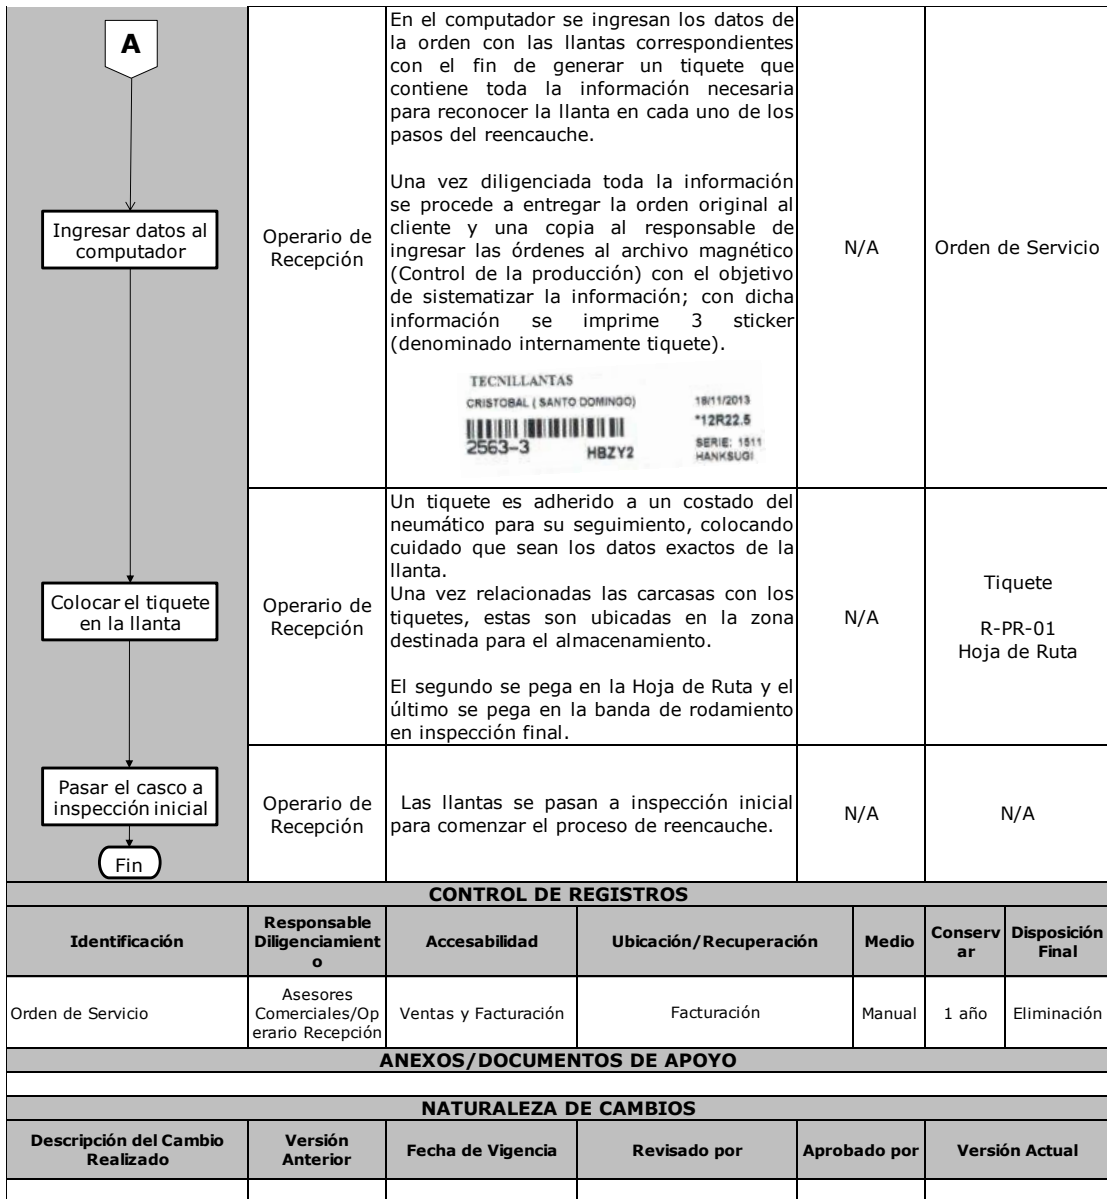 A
Ingresar datos al
computador
Operario de
Recepción
En el computador se ingresan los datos de
la orden con las llantas correspondientes
con el fin de generar un tiquete que
contiene toda la información necesaria
para reconocer la llanta en cada uno de los
pasos del reencauche.
Una vez diligenciada toda la información
se procede a entregar la orden original al
cliente y una copia al responsable de
ingresar las órdenes al archivo magnético
(Control de la producción) con el objetivo
de sistematizar la información; con dicha
información se imprime 3 sticker
(denominado internamente tiquete).
TECNILLANTAS
CRISTOBAL ( SANTO DOMINGO)
18/11/2013
*12R22.5
2563-3
HBZY2
SERIE: 1511
HANKSUGI
N/A
Orden de Servicio
Colocar el tiquete
en la llanta
Operario de
Recepción
Un tiquete es adherido a un costado del
neumático para su seguimiento, colocando
cuidado que sean los datos exactos de la
llanta.
Una vez relacionadas las carcasas con los
tiquetes, estas son ubicadas en la zona
destinada para el almacenamiento.
El segundo se pega en la Hoja de Ruta y el
último se pega en la banda de rodamiento
en inspección final.
N/A
Tiquete
R-PR-01
Hoja de Ruta
Pasar el casco a
inspección inicial
Fin
Operario de
Recepción
Las llantas se pasan a inspección inicial
para comenzar el proceso de reencauche.
N/A
N/A
CONTROL DE REGISTROS
Identificación
Responsable
Diligenciamient
o
Accesabilidad
Ubicación/Recuperación
Medio
Conserv
ar
Disposición
Final
Orden de Servicio
Asesores
Comerciales/Op
erario Recepción
Ventas y Facturación
Facturación
Manual
1 año
Eliminación
ANEXOS/DOCUMENTOS DE APOYO
NATURALEZA DE CAMBIOS
Descripción del Cambio
Realizado
Versión
Anterior
Fecha de Vigencia
Revisado por
Aprobado por
Versión Actual